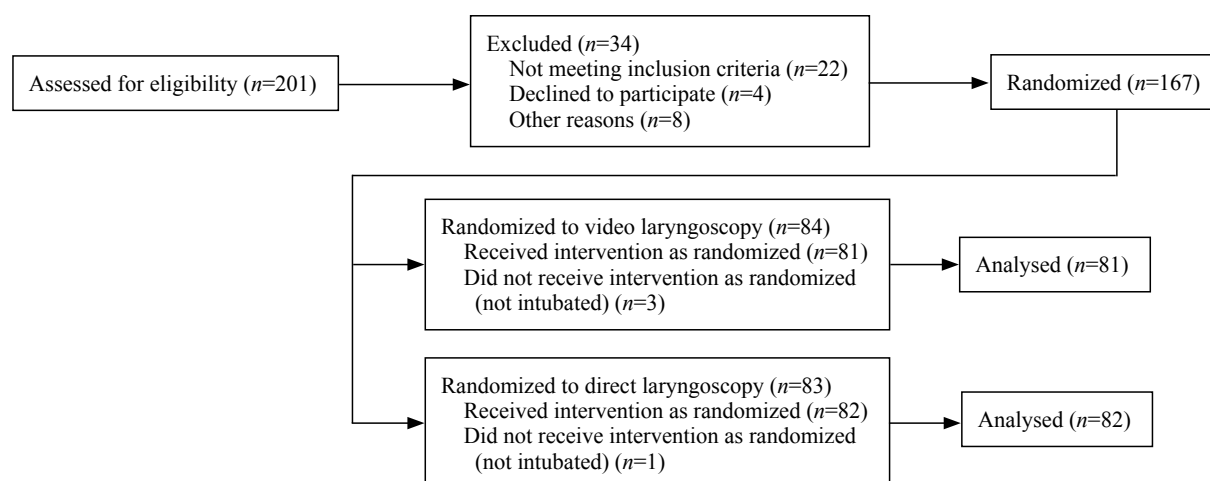 Assessed for eligibility (n=201)
Excluded (n=34)
Not meeting inclusion criteria (n=22)
Declined to participate (n=4)
Other reasons (n=8)
Randomized (n=167)
Randomized to video laryngoscopy (n=84)
Received intervention as randomized (n=81)
Did not receive intervention as randomized
(not intubated) (n=3)
Analysed (n=81)
Randomized to direct laryngoscopy (n=83)
Received intervention as randomized (n=82)
Did not receive intervention as randomized
(not intubated) (n=1)
Analysed (n=82)